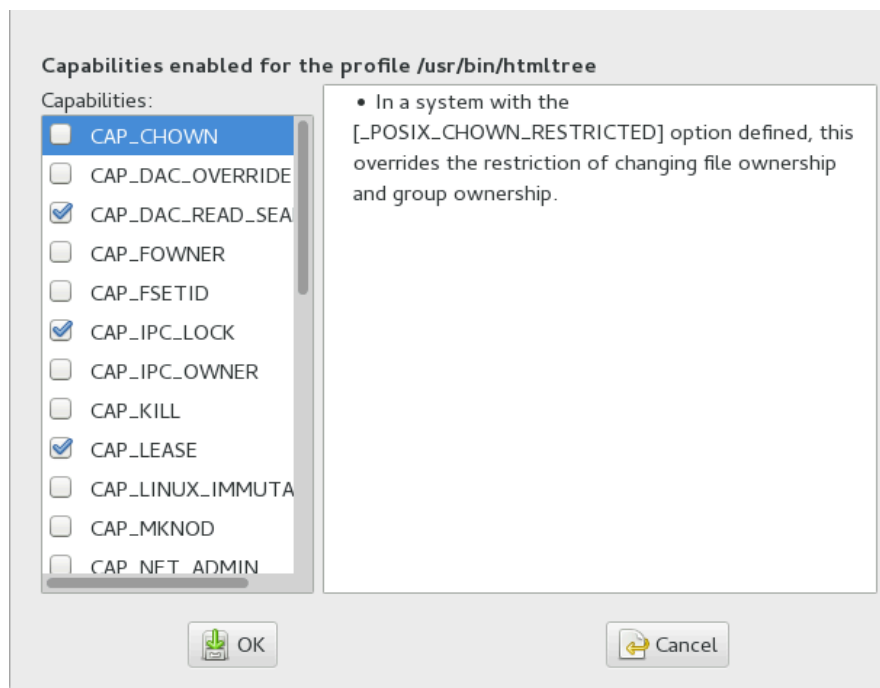 Capabilities enabled for the profile /usr/bin/htmltree
Capabilities:
CAP_CHOWN
CAP_DAC_OVERRIDE
CAP_DAC_READ_SEA
CAP_FOWNER
CAP_FSETID
CAP_IPC_LOCK
CAP_IPC_OWNER
CAP_KILL
CAP_LEASE
CAP_LINUX_IMMUTA
CAP_MKNOD
CAP_NET_ADMIN
• In a system with the
[_POSIX_CHOWN_RESTRICTED] option defined, this
overrides the restriction of changing file ownership
and group ownership.
OK
Cancel